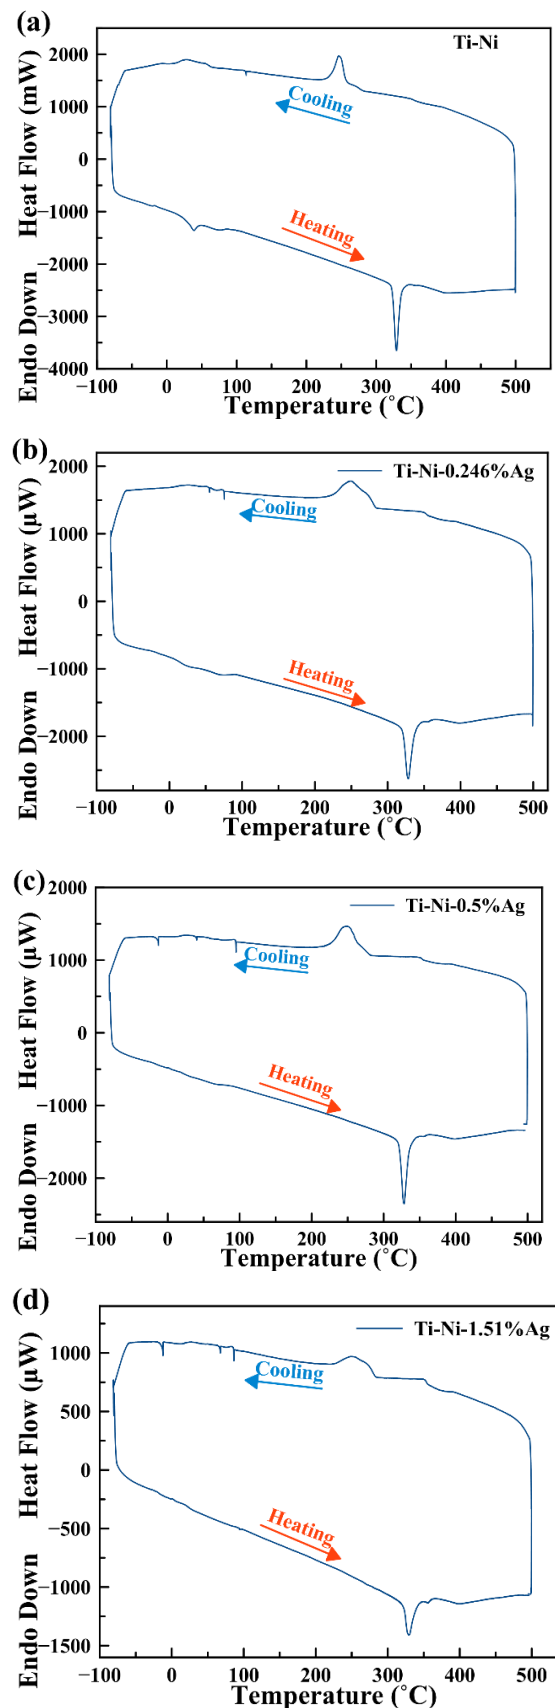 (a)
Ti-Ni
2000
1000
0
−1000
−2000
−3000
−4000
Endo Down Heat Flow (mW)
Cooling
Heating
−100 0 100 200 300 400 500
Temperature (˚C)
(b)
Ti-Ni-0.246%Ag
2000
1000
0
−1000
−2000
Endo Down Heat Flow (µW)
Cooling
Heating
−100 0 100 200 300 400 500
Temperature (˚C)
(c)
Ti-Ni-0.5%Ag
2000
1000
0
−1000
−2000
Endo Down Heat Flow (µW)
Cooling
Heating
−100 0 100 200 300 400 500
Temperature (˚C)
(d)
Ti-Ni-1.51%Ag
1000
500
0
−500
−1000
−1500
Endo Down Heat Flow (µW)
Cooling
Heating
−100 0 100 200 300 400 500
Temperature (˚C)